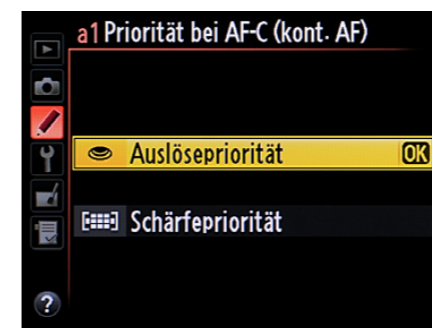 a1 Priorität bei AF-C (kont. AF)
Auslösepriorität OK
Schärfepriorität
?